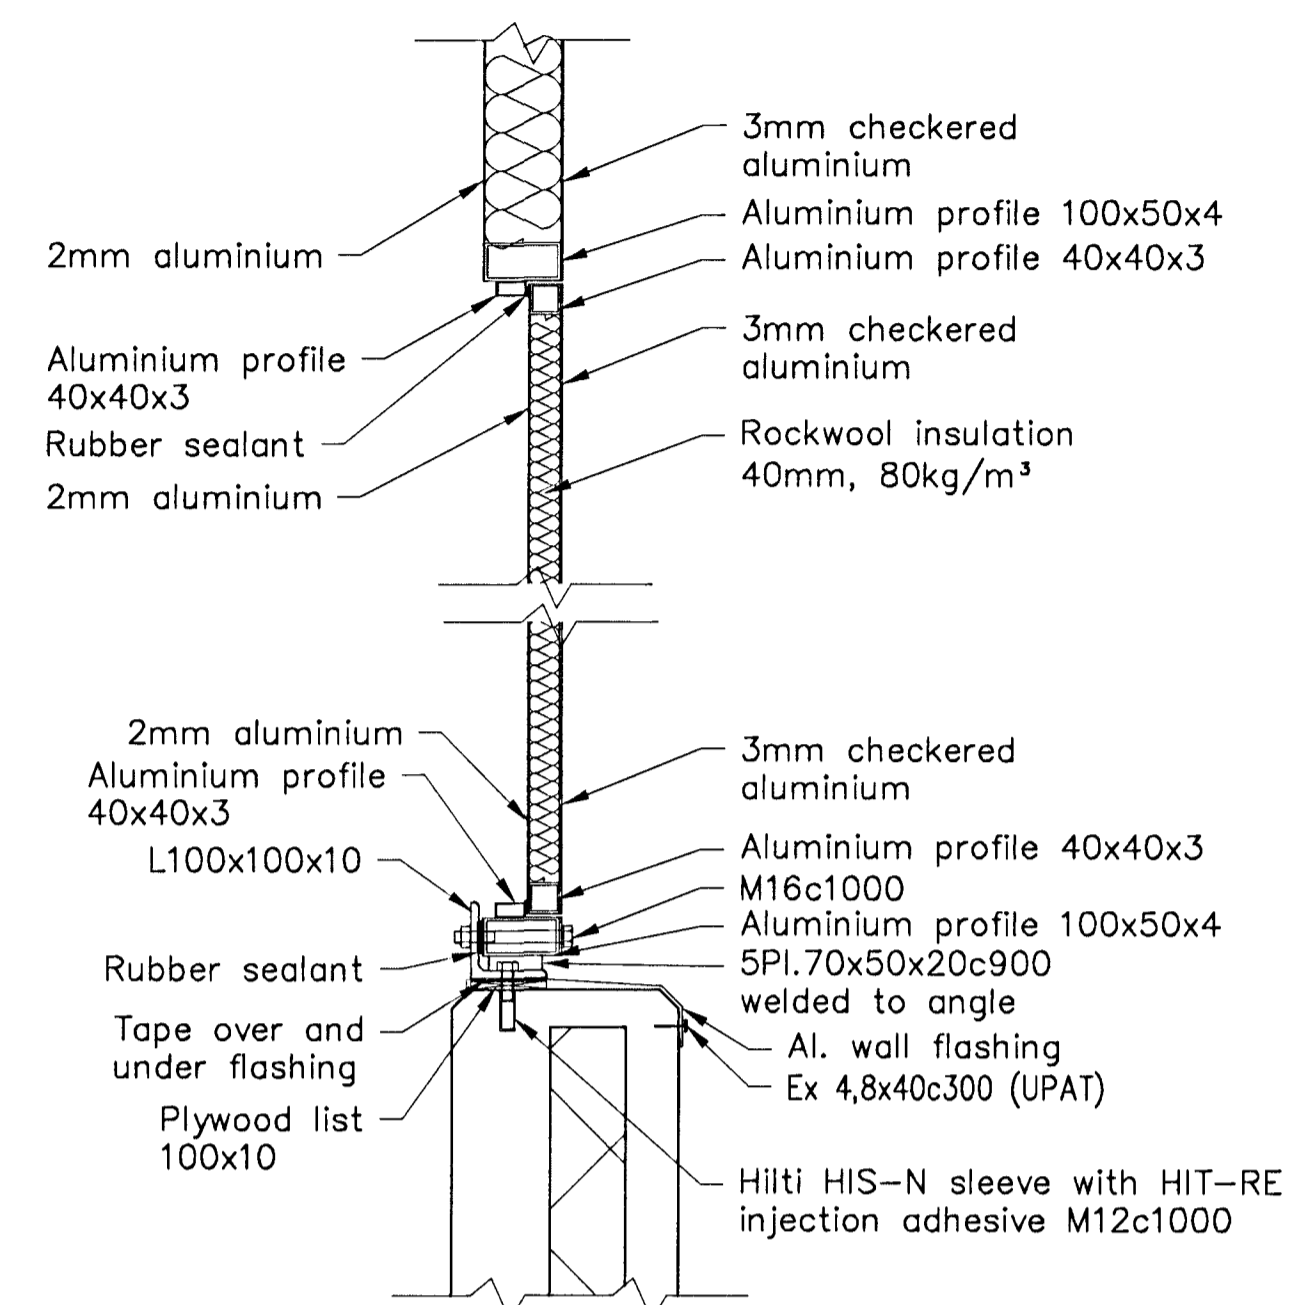 3mm checkered
aluminium
Aluminium profile 100x50x4
2mm aluminium
Aluminium profile 40x40x3
3mm checkered
aluminium
Aluminium profile
40x40x3
Rubber sealant
Rockwool insulation
40mm, 80kg/m³
2mm aluminium
2mm aluminium
3mm checkered
aluminium
Aluminium profile
40x40x3
L100x100x10
Aluminium profile 40x40x3
M16c1000
Aluminium profile 100x50x4
Rubber sealant
5Pl.70x50x20c900
welded to angle
Tape over and
under flashing
Al. wall flashing
Ex 4,8x40c300 (UPAT)
Plywood list
100x10
Hilti HIS-N sleeve with HIT-RE
injection adhesive M12c1000